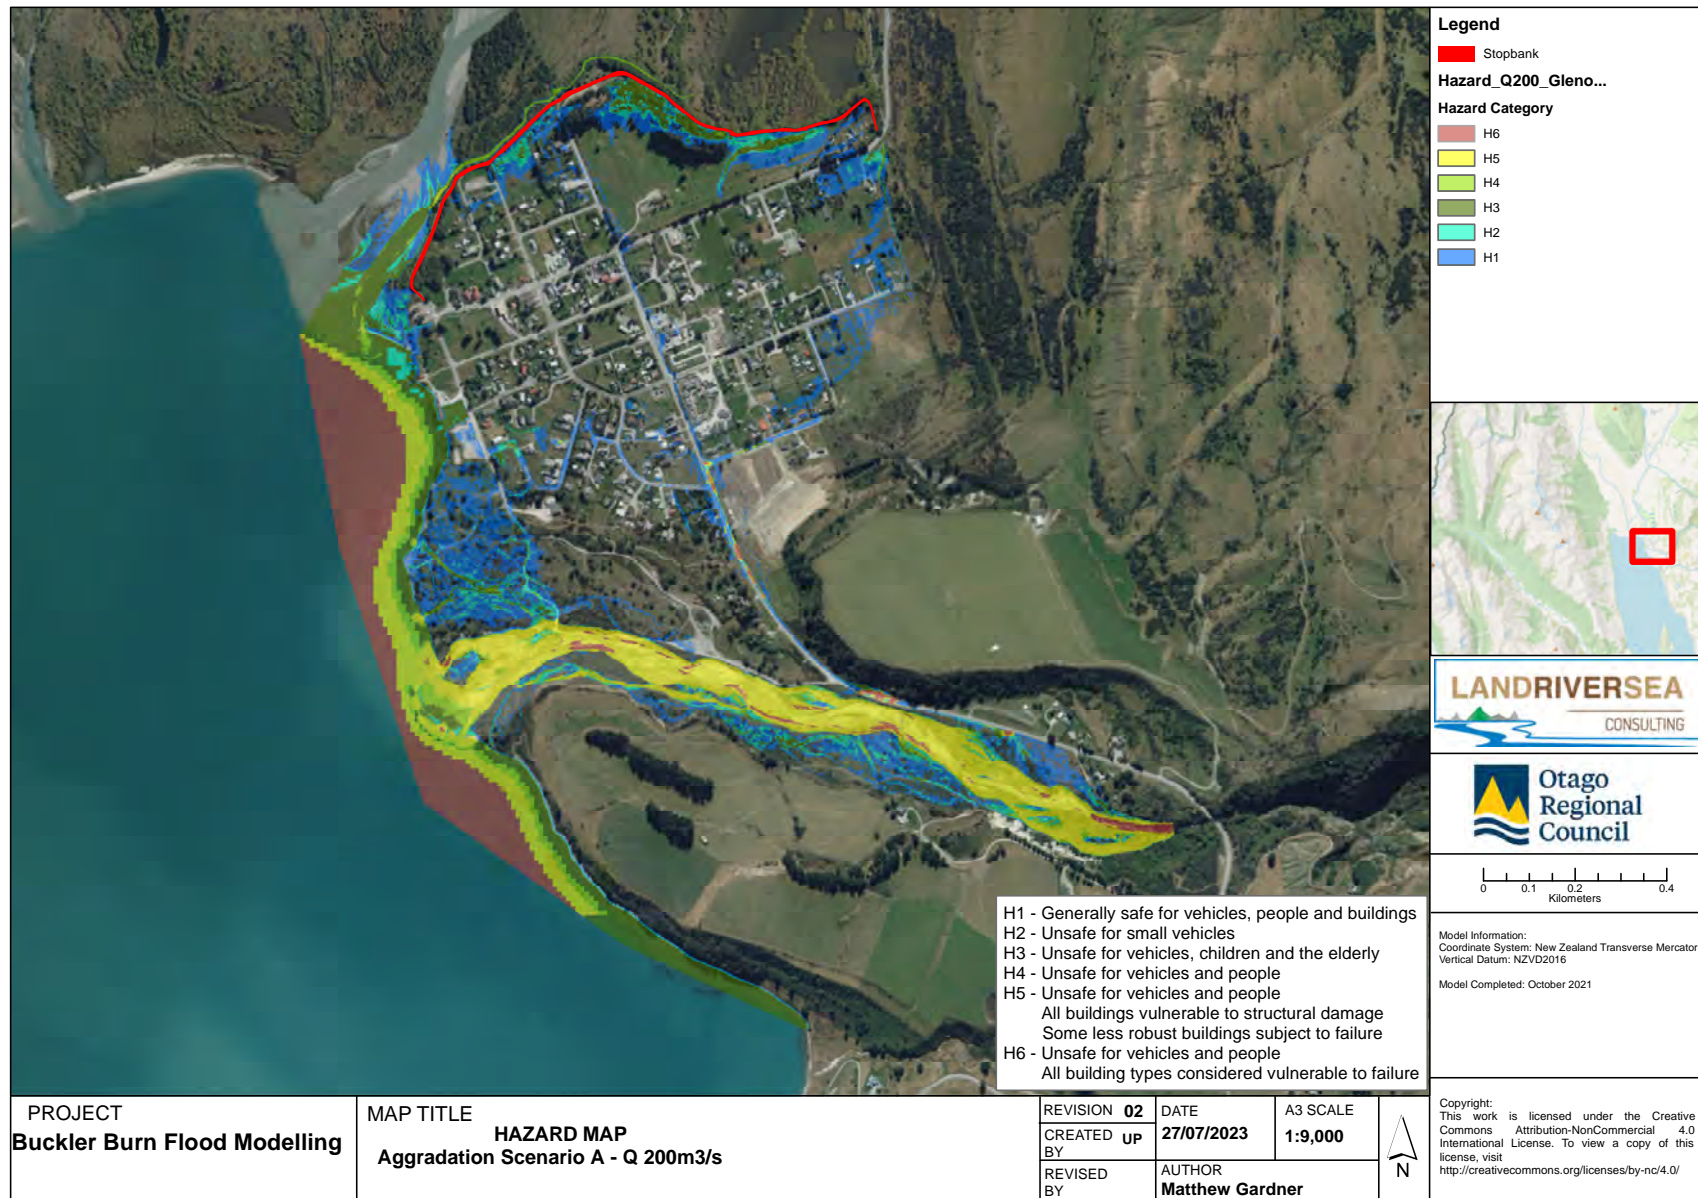 Legend
Stopbank
Hazard_Q200_Gleno...
Hazard Category
H6
H5
H4
H3
H2
H1
LANDRIVERSEA
CONSULTING
Otago
Regional
Council
0 0.1 0.2 0.4
Kilometers
Model Information:
Coordinate System: New Zealand Transverse Mercator
Vertical Datum: NZVD2016
Model Completed: October 2021
H1 - Generally safe for vehicles, people and buildings
H2 - Unsafe for small vehicles
H3 - Unsafe for vehicles, children and the elderly
H4 - Unsafe for vehicles and people
H5 - Unsafe for vehicles and people
All buildings vulnerable to structural damage
Some less robust buildings subject to failure
H6 - Unsafe for vehicles and people
All building types considered vulnerable to failure
PROJECT
Buckler Burn Flood Modelling
MAP TITLE
HAZARD MAP
Aggradation Scenario A - Q 200m3/s
REVISION 02
CREATED BY UP
REVISED BY
DATE
27/07/2023
A3 SCALE
1:9,000
AUTHOR
Matthew Gardner
N
Copyright:
This work is licensed under the Creative
Commons Attribution-NonCommercial 4.0
International License. To view a copy of this
license, visit
http://creativecommons.org/licenses/by-nc/4.0/